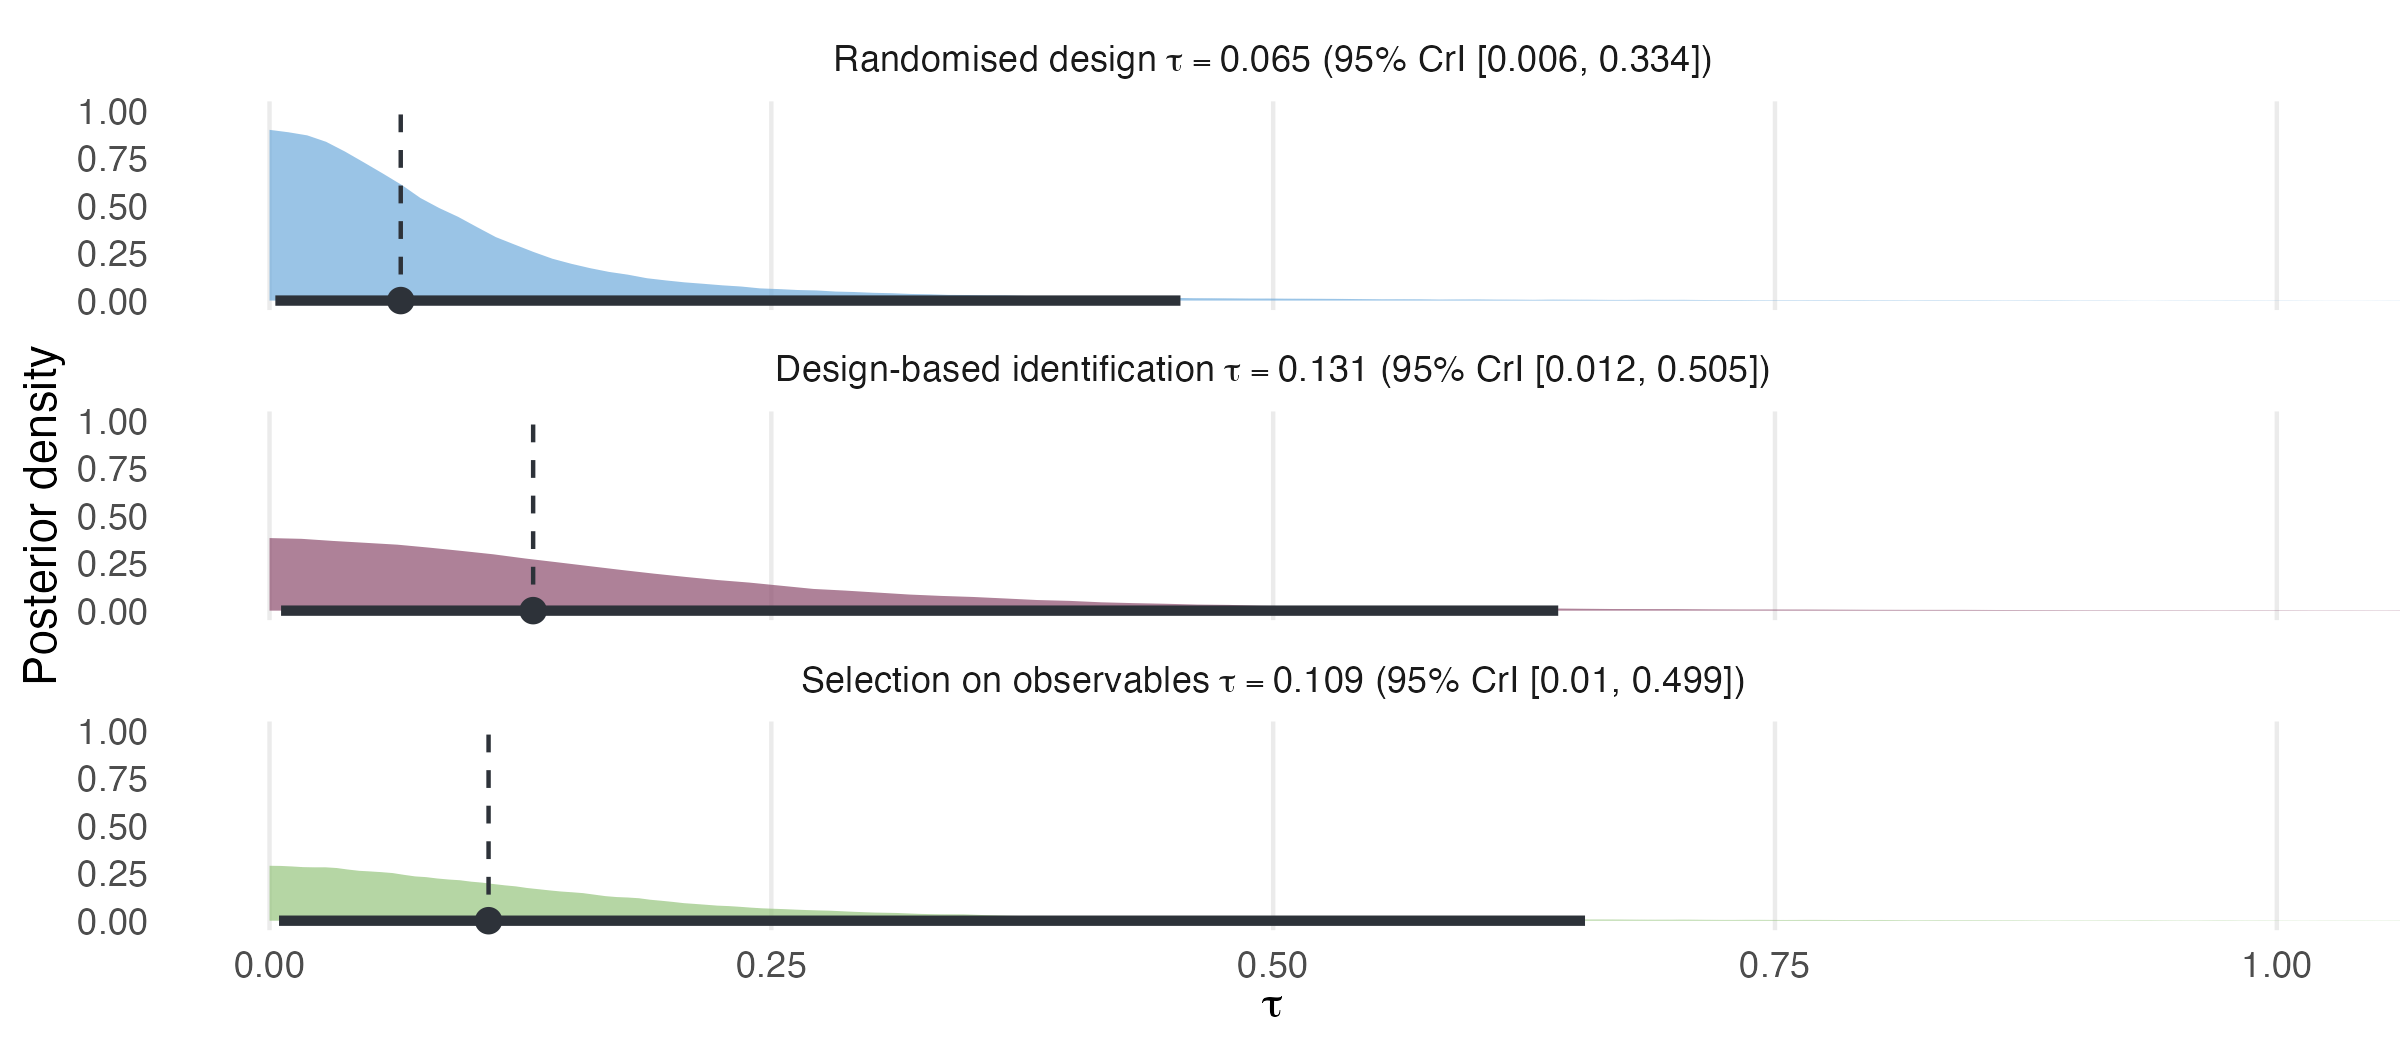 Randomised design τ = 0.065 (95% CrI [0.006, 0.334])
1.00
0.75
0.50
0.25
0.00
Design-based identification τ = 0.131 (95% CrI [0.012, 0.505])
Posterior density
1.00
0.75
0.50
0.25
0.00
Selection on observables τ = 0.109 (95% CrI [0.01, 0.499])
1.00
0.75
0.50
0.25
0.00
0.00 0.25 0.50 0.75 1.00
τ